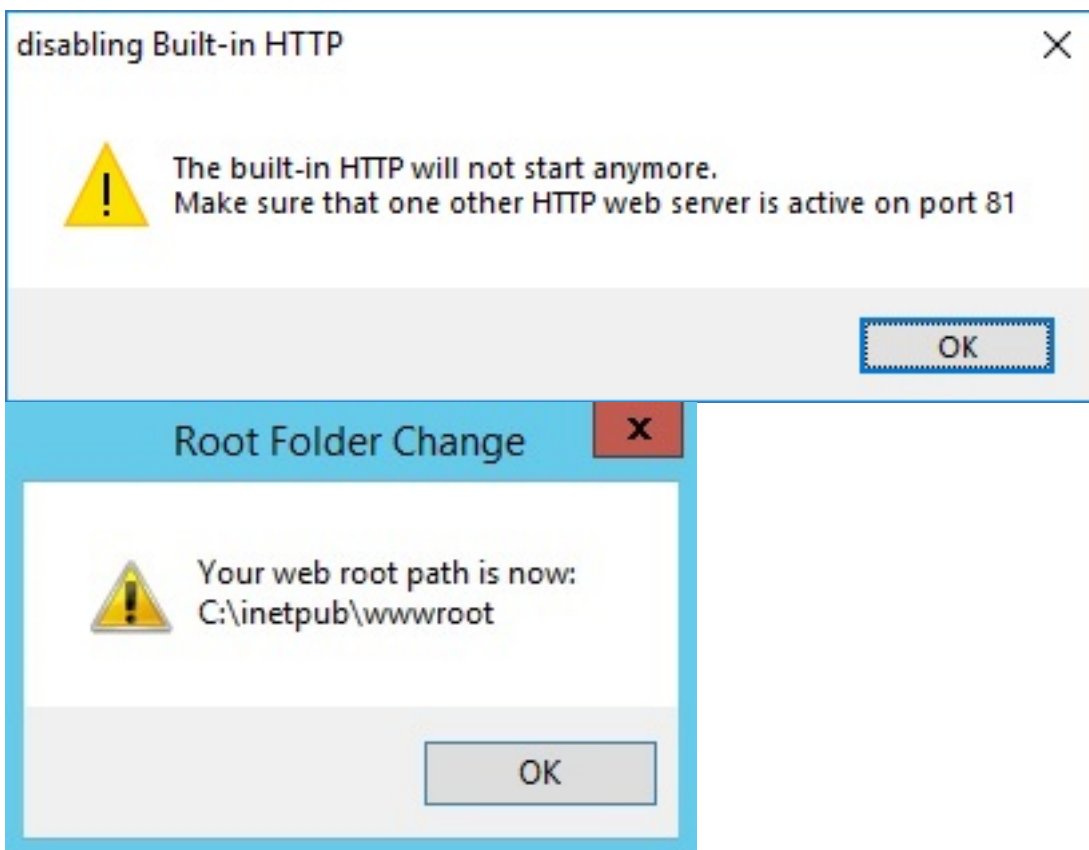 disabling Built-in HTTP
The built-in HTTP will not start anymore.
Make sure that one other HTTP web server is active on port 81
OK
Root Folder Change
Your web root path is now:
C:\inetpub\wwwroot
OK